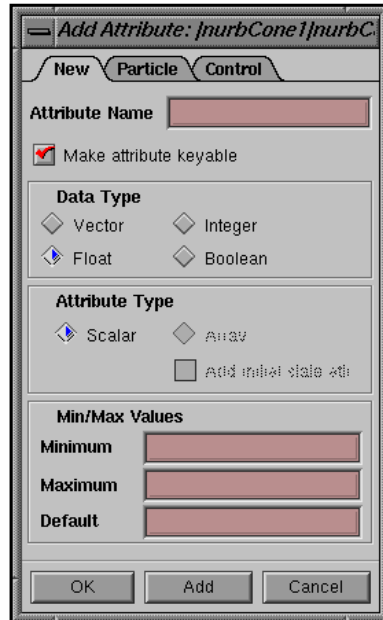 Add Attribute: |nurbCone1|nurbC
New Particle Control
Attribute Name
Make attribute keyable
Data Type
Vector Integer
Float Boolean
Attribute Type
Scalar Array
Add initial state
Min/Max Values
Minimum
Maximum
Default
OK Add Cancel